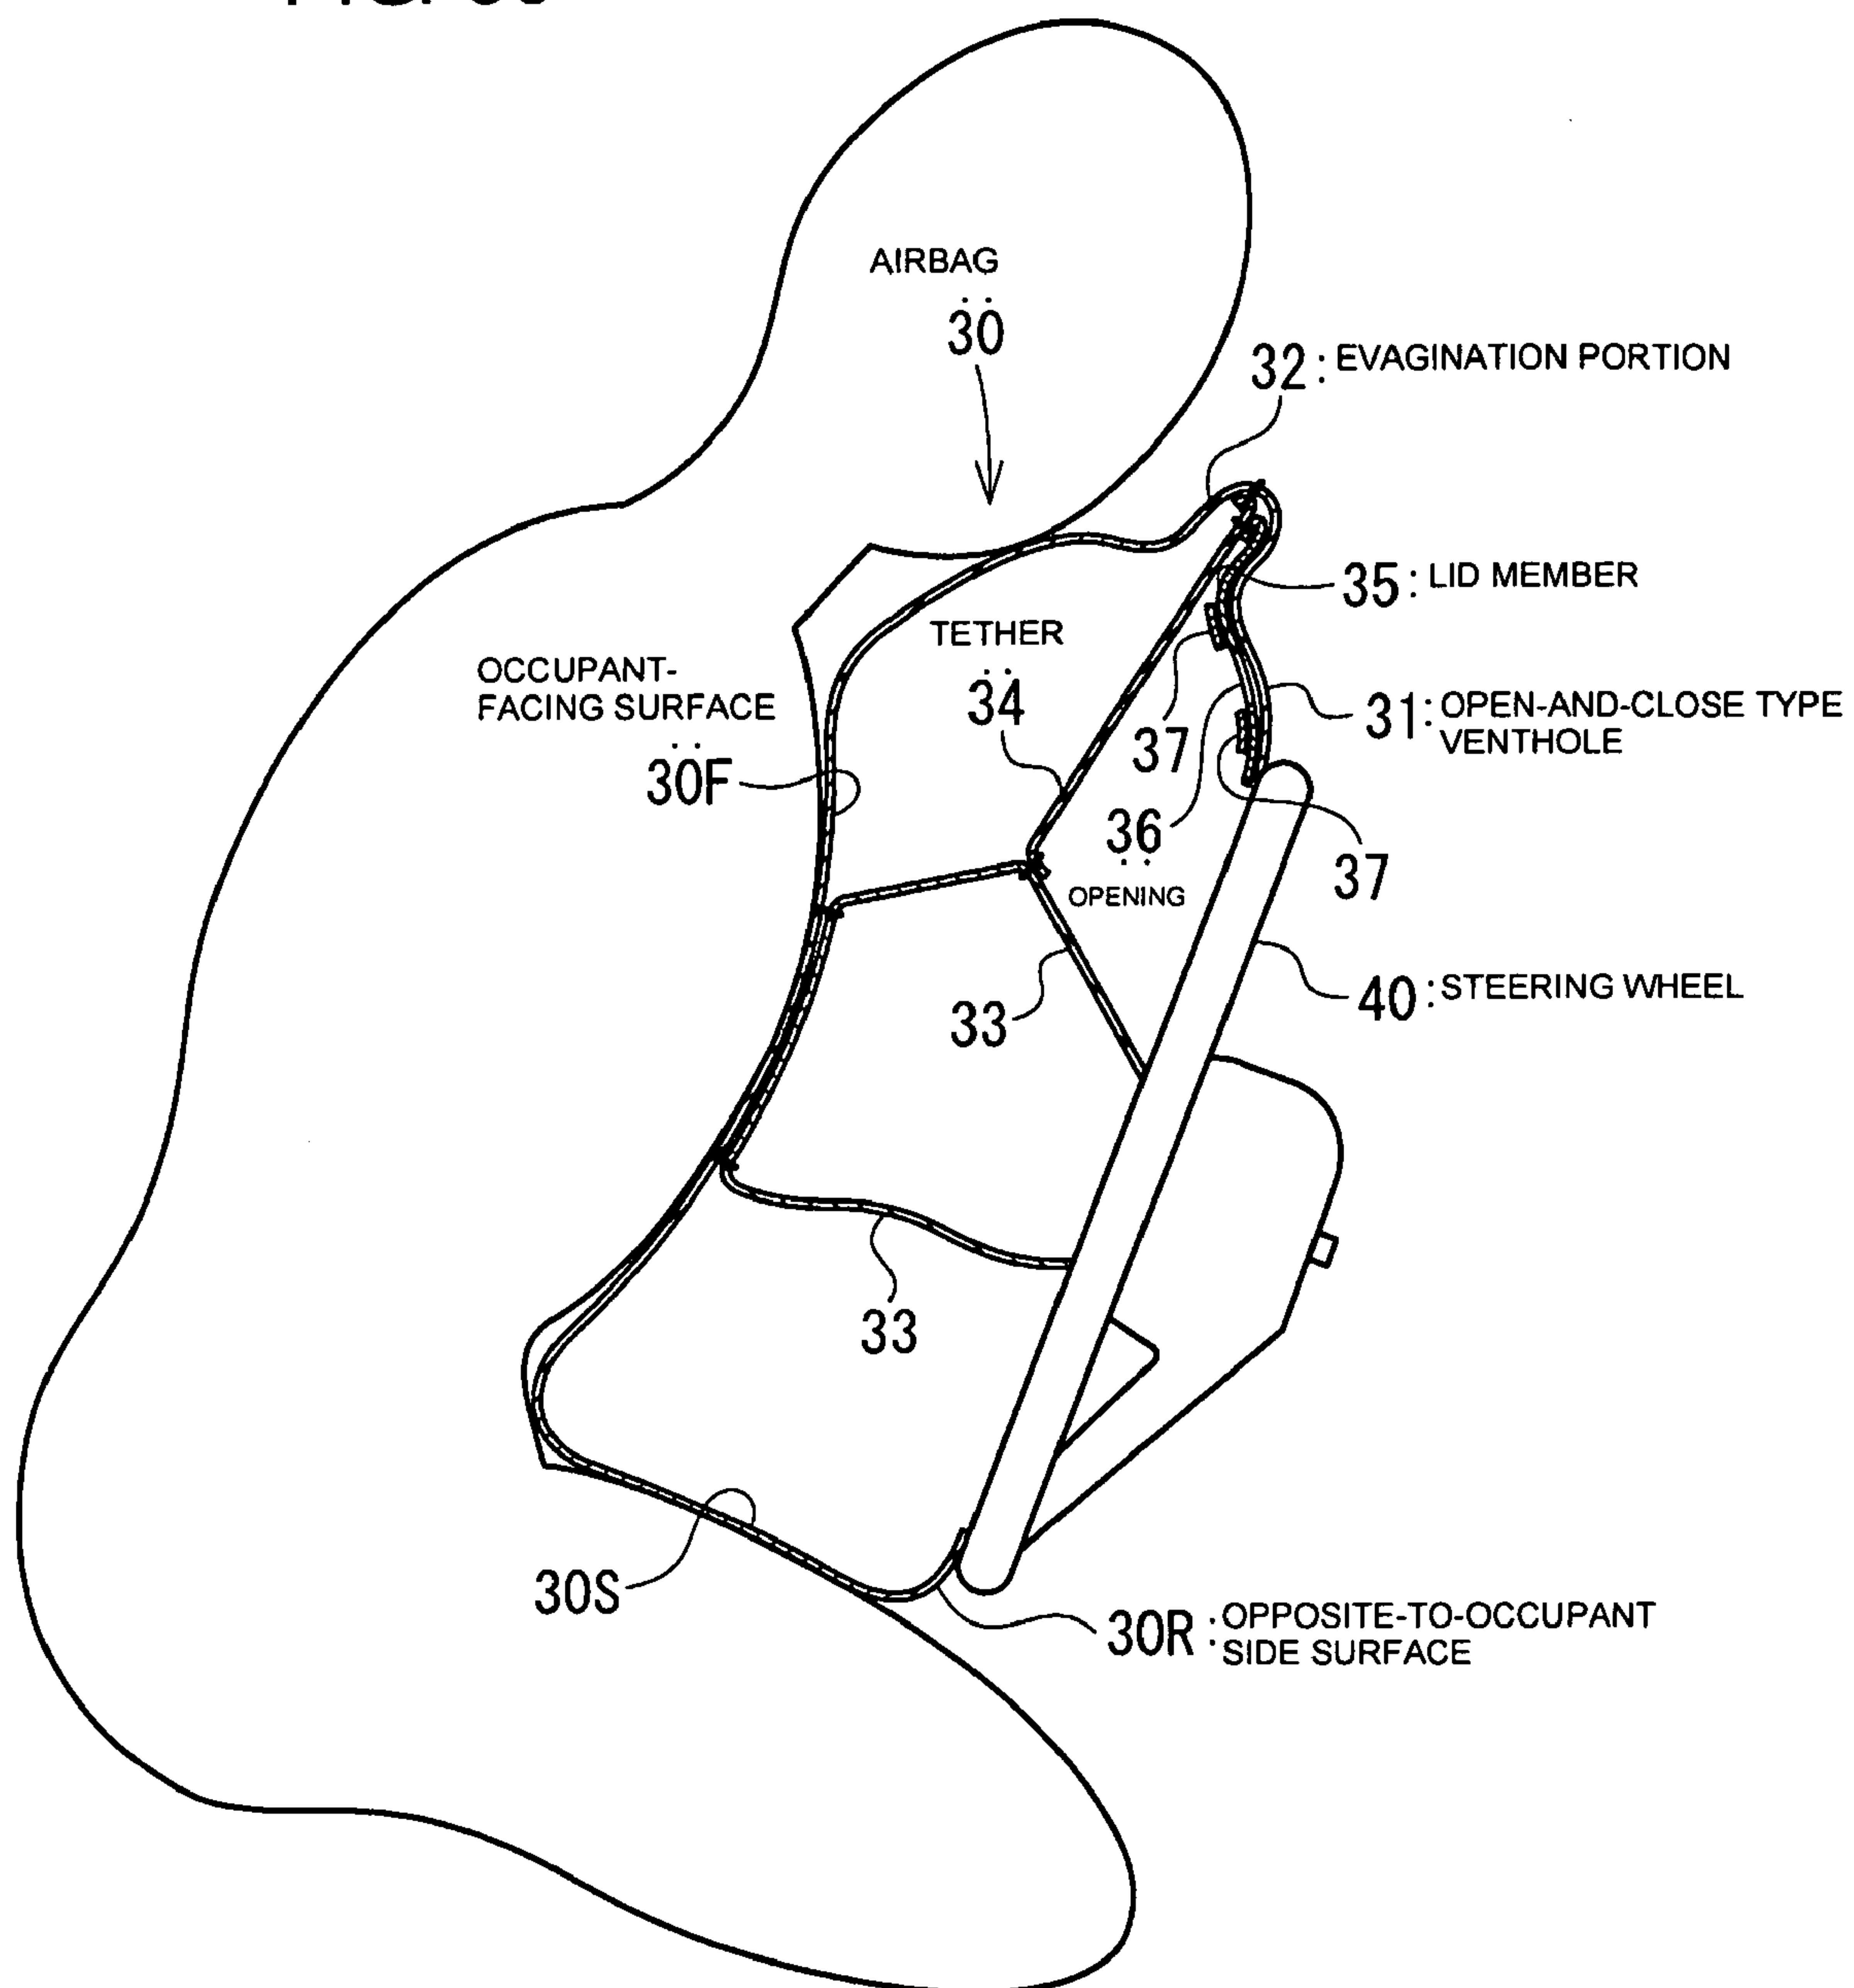 AIRBAG
30
32: EVAGINATION PORTION
35: LID MEMBER
TETHER
34
OCCUPANT-
FACING SURFACE
30F
37
31: OPEN-AND-CLOSE TYPE
VENTHOLE
36
OPENING
37
33
40: STEERING WHEEL
33
30S
30R: OPPOSITE-TO-OCCUPANT
SIDE SURFACE